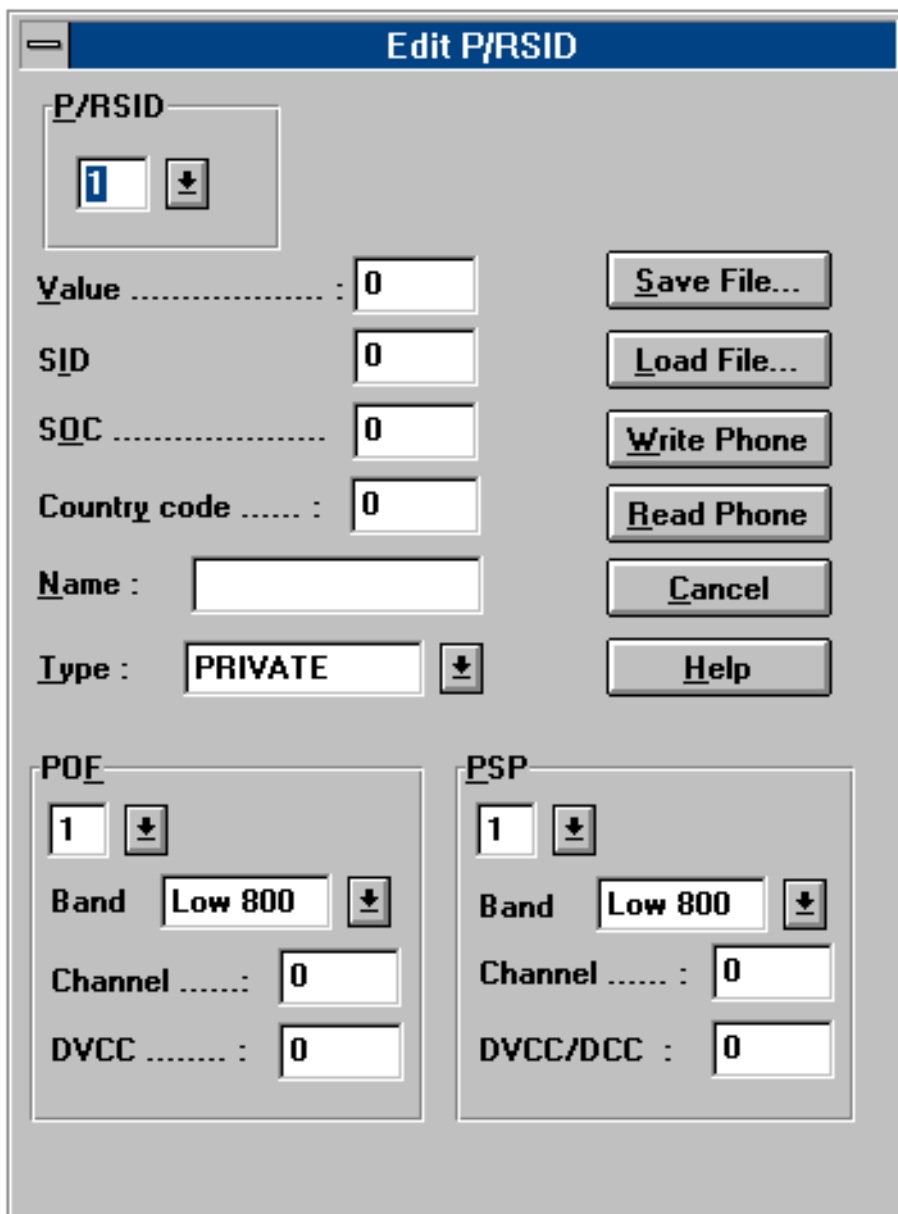 Edit P/RSID
P/RSID
1
Value ................... : 0
Save File...
SID 0
Load File...
SOC ..................... 0
Write Phone
Country code ...... : 0
Read Phone
Name :
Cancel
Type : PRIVATE
Help
POF
1
Band Low 800
Channel ......: 0
DVCC ........ : 0
PSP
1
Band Low 800
Channel ...... : 0
DVCC/DCC : 0